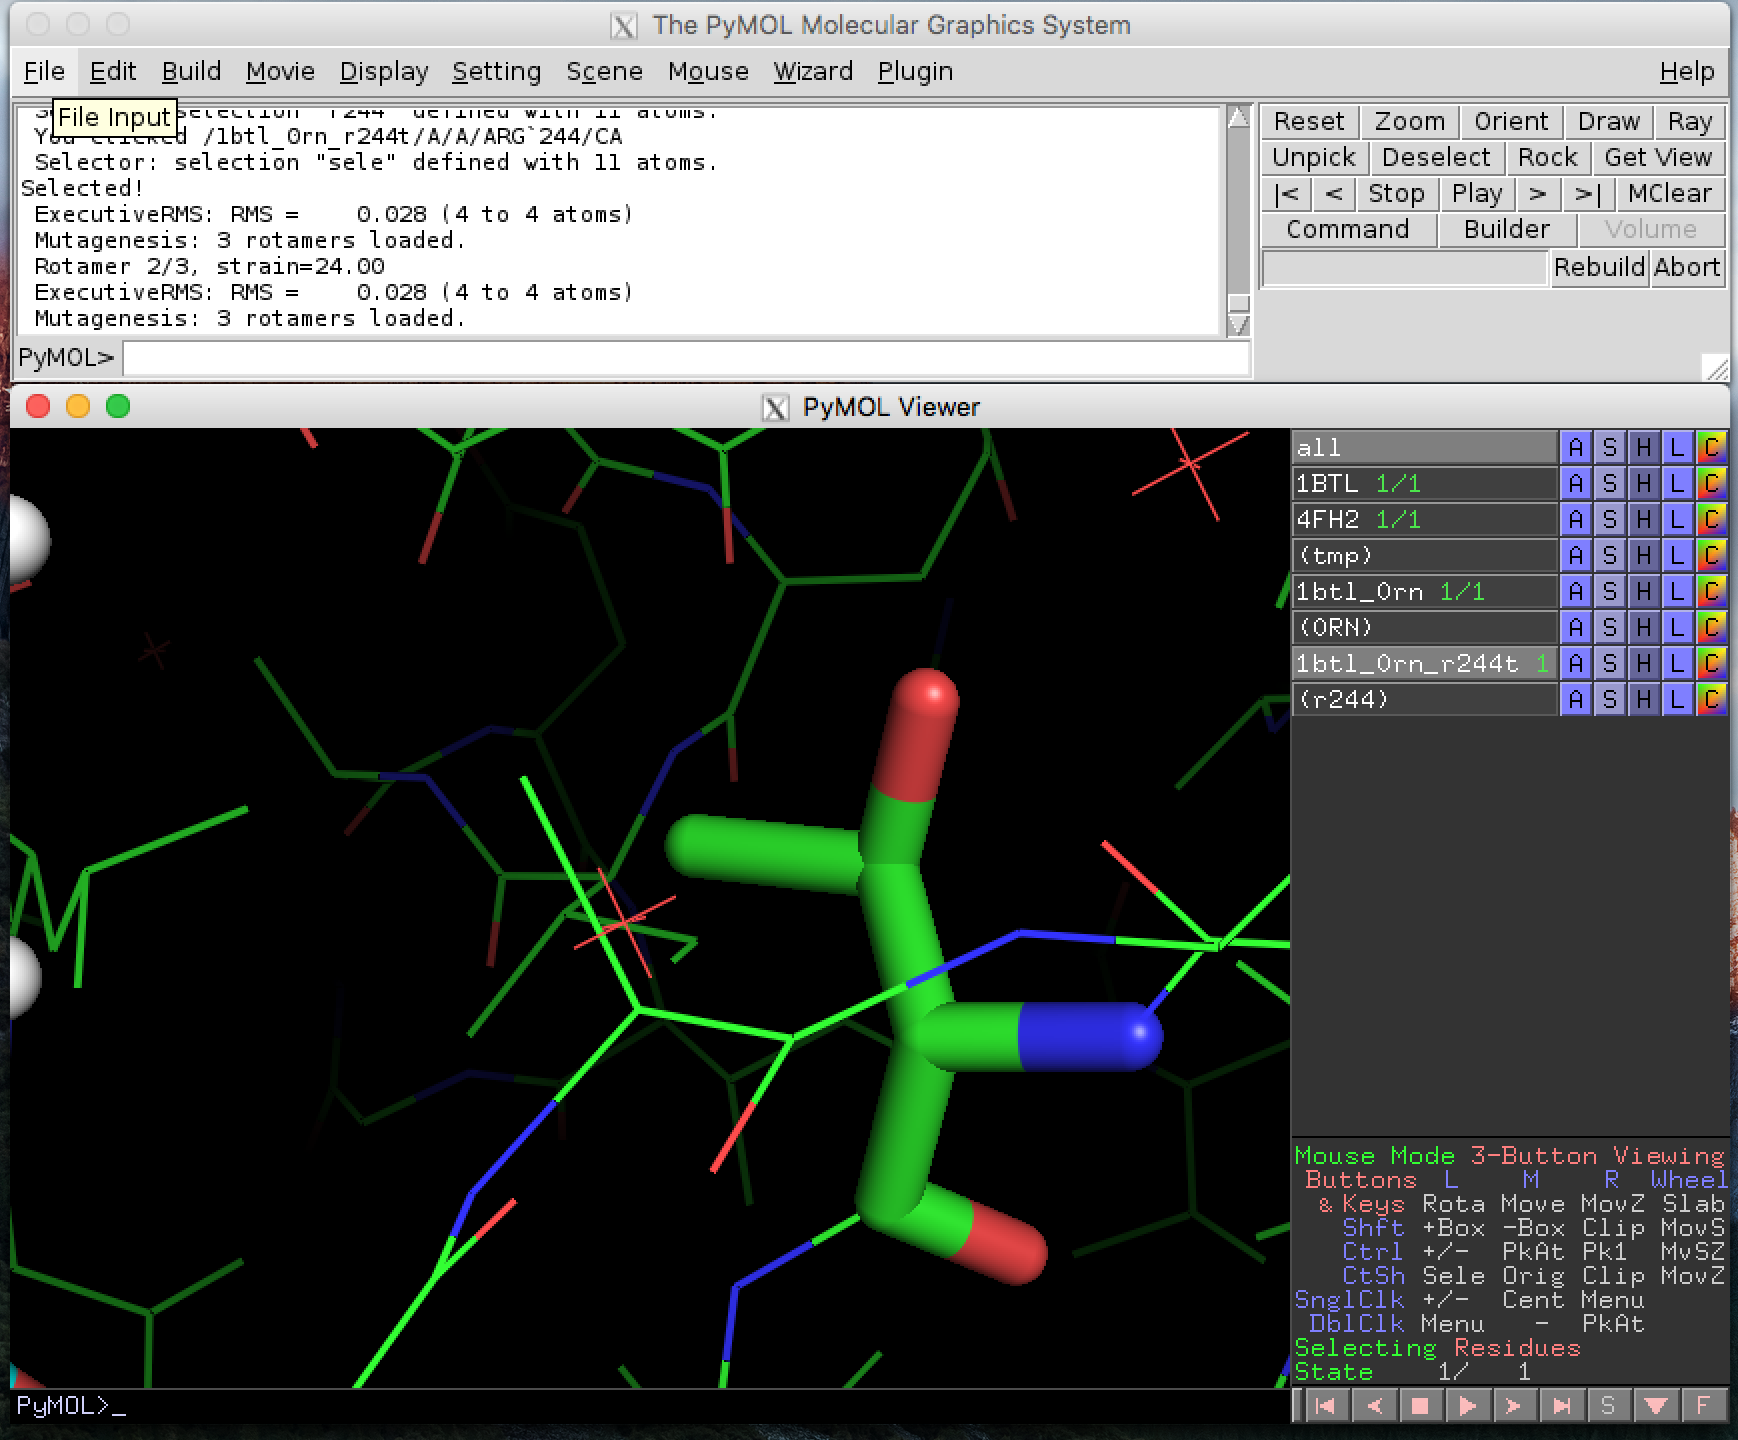 The PyMOL Molecular Graphics System
File Edit Build Movie Display Setting Scene Mouse Wizard Plugin Help
File Input
selection "r244" defined with 11 atoms.
You clicked /1btl_Orn_r244t/A/A/ARG`244/CA
Selector: selection "sele" defined with 11 atoms.
Selected!
ExecutiveRMS: RMS =    0.028 (4 to 4 atoms)
Mutagenesis: 3 rotamers loaded.
Rotamer 2/3, strain=24.00
ExecutiveRMS: RMS =    0.028 (4 to 4 atoms)
Mutagenesis: 3 rotamers loaded.
PyMOL>
Reset Zoom Orient Draw Ray
Unpick Deselect Rock Get View
|< < Stop Play > >| MClear
Command Builder Volume
Rebuild Abort
PyMOL Viewer
all A S H L C
1BTL 1/1 A S H L C
4FH2 1/1 A S H L C
(tmp) A S H L C
1btl_Orn 1/1 A S H L C
(ORN) A S H L C
1btl_Orn_r244t 1 A S H L C
(r244) A S H L C
Mouse Mode 3-Button Viewing
Buttons L M R Wheel
& Keys Rota Move MovZ Slab
Shft +Box -Box Clip MovS
Ctrl +/- PkAt Pk1 MvSZ
CtSh Sele Orig Clip MovZ
SnglClk +/- Cent Menu
DblClk Menu - PkAt
Selecting Residues
State 1/ 1
PyMOL>_
S F